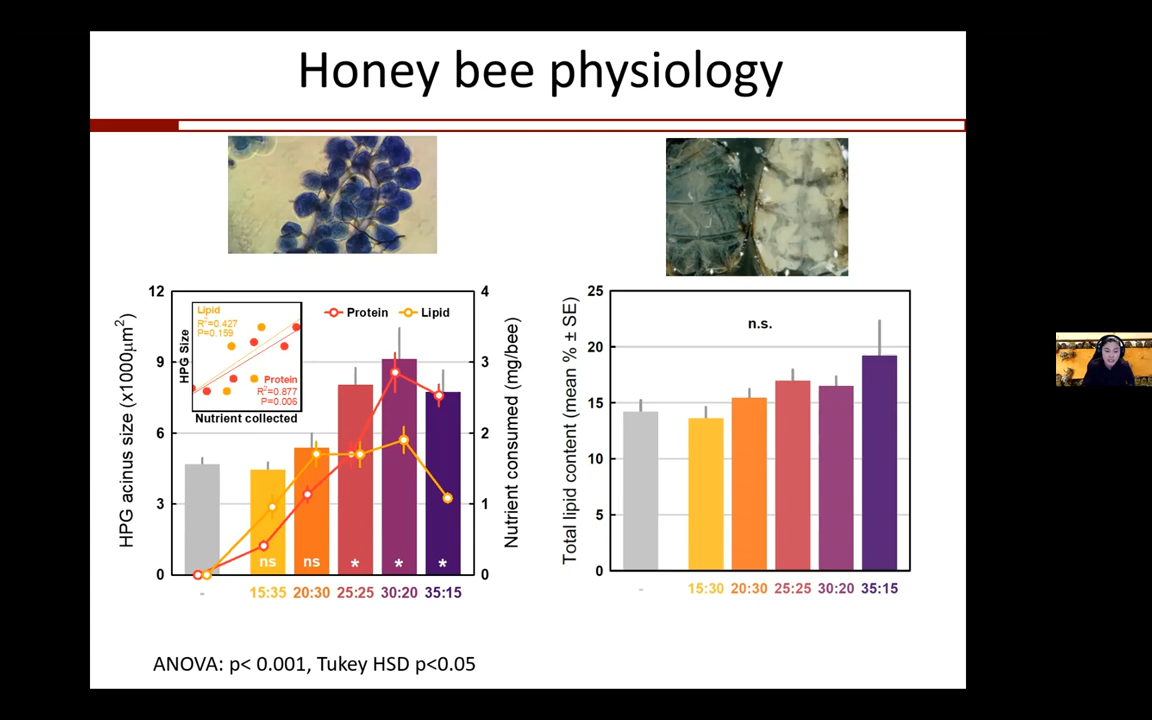 Honey bee physiology
HPG acinus size (x1000μm²)
12
9
6
3
0
Lipid
R²=0.427
P=0.159
HPG Size
Protein
R²=0.877
P=0.006
Nutrient collected
Protein
Lipid
4
3
2
1
0
Nutrient consumed (mg/bee)
ns ns * * *
- 15:35 20:30 25:25 30:20 35:15
Total lipid content (mean % ± SE)
25
20
15
10
5
0
n.s.
- 15:30 20:30 25:25 30:20 35:15
ANOVA: p< 0.001, Tukey HSD p<0.05